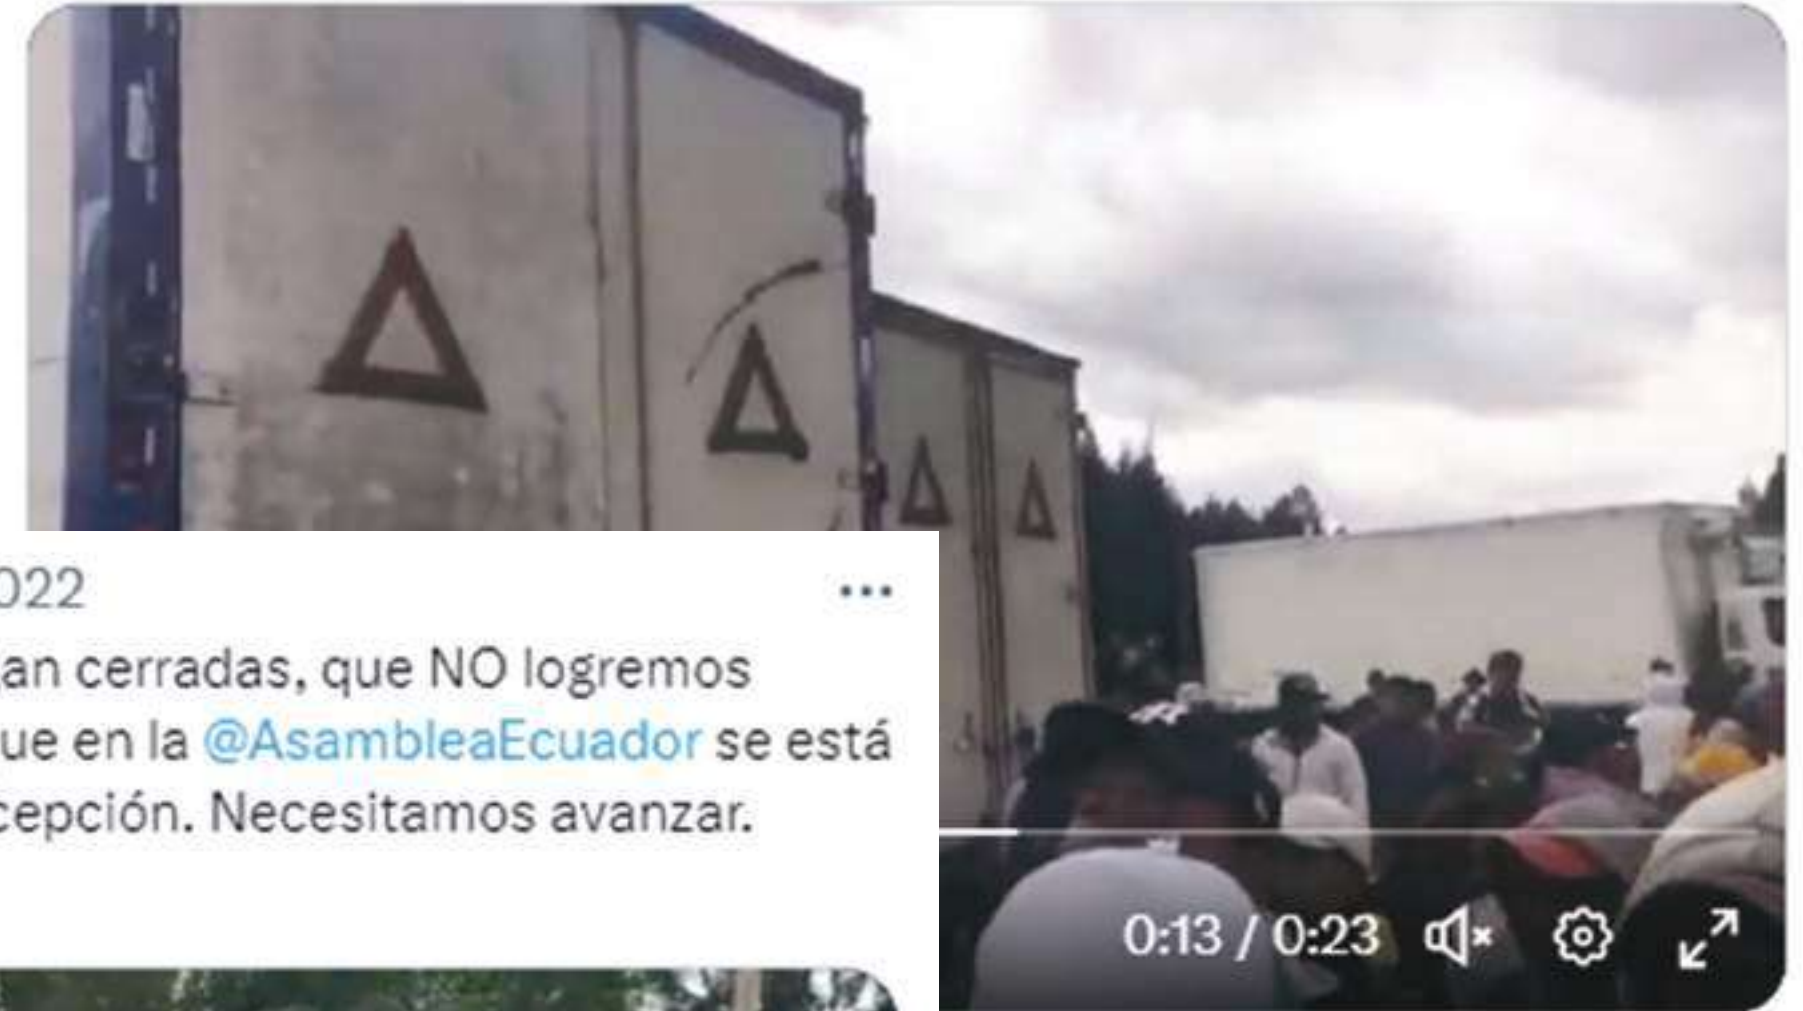 022
an cerradas, que NO logremos
ue en la @AsambleaEcuador se está
cepción. Necesitamos avanzar.
0:13 / 0:23